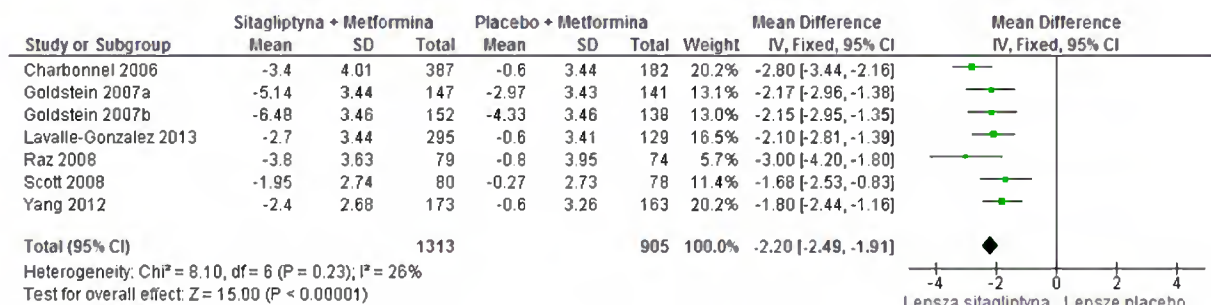 Sitagliptyna + Metformina Placebo + Metformina Mean Difference Mean Difference
Study or Subgroup Mean SD Total Mean SD Total Weight IV, Fixed, 95% CI IV, Fixed, 95% CI
Charbonnel 2006 -3.4 4.01 387 -0.6 3.44 182 20.2% -2.80 [-3.44, -2.16]
Goldstein 2007a -5.14 3.44 147 -2.97 3.43 141 13.1% -2.17 [-2.96, -1.38]
Goldstein 2007b -6.48 3.46 152 -4.33 3.46 138 13.0% -2.15 [-2.95, -1.35]
Lavalle-Gonzalez 2013 -2.7 3.44 295 -0.6 3.41 129 16.5% -2.10 [-2.81, -1.39]
Raz 2008 -3.8 3.63 79 -0.8 3.95 74 5.7% -3.00 [-4.20, -1.80]
Scott 2008 -1.95 2.74 80 -0.27 2.73 78 11.4% -1.68 [-2.53, -0.83]
Yang 2012 -2.4 2.68 173 -0.6 3.26 163 20.2% -1.80 [-2.44, -1.16]
Total (95% CI) 1313 905 100.0% -2.20 [-2.49, -1.91]
Heterogeneity: Chi² = 8.10, df = 6 (P = 0.23); I² = 26%
Test for overall effect: Z = 15.00 (P < 0.00001)
-4 -2 0 2 4
Lepsza sitagliptyna Lepsze placebo